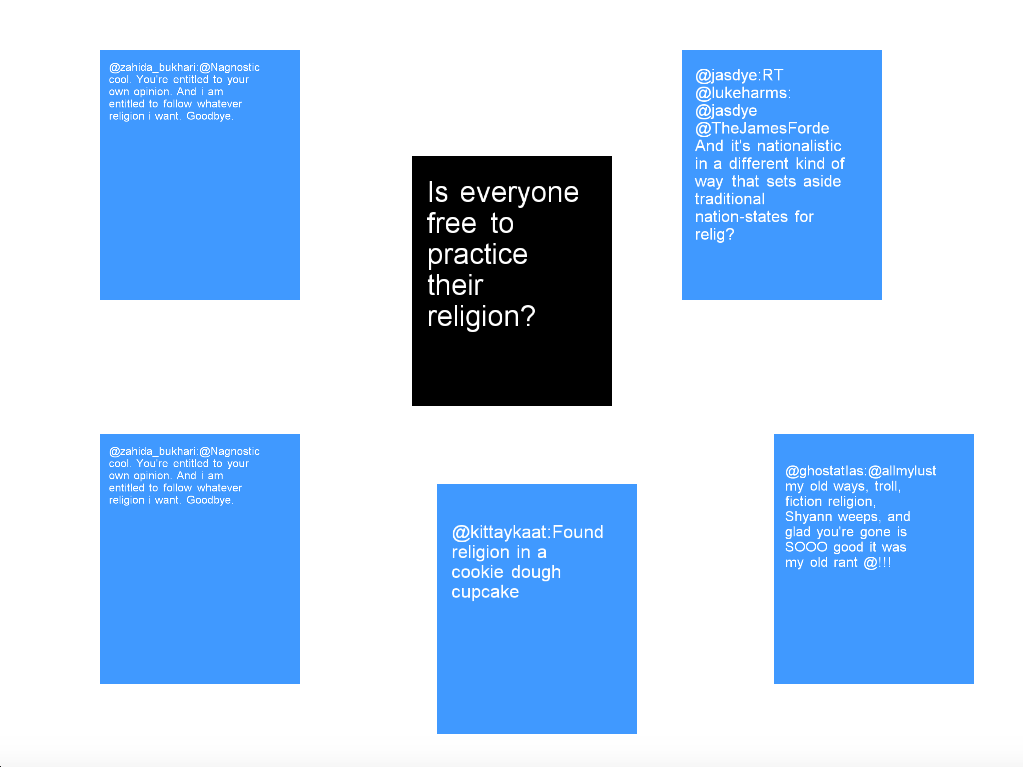 @zahida_bukhari:@Nagnostic
cool. You're entitled to your
own opinion. And i am
entitled to follow whatever
religion i want. Goodbye.
Is everyone
free to
practice
their
religion?
@jasdye:RT
@lukeharms:
@jasdye
@TheJamesForde
And it's nationalistic
in a different kind of
way that sets aside
traditional
nation-states for
relig?
@zahida_bukhari:@Nagnostic
cool. You're entitled to your
own opinion. And i am
entitled to follow whatever
religion i want. Goodbye.
@kittaykaat:Found
religion in a
cookie dough
cupcake
@ghostatlas:@allmylust
my old ways, troll,
fiction religion,
Shyann weeps, and
glad you're gone is
SOOO good it was
my old rant @!!!